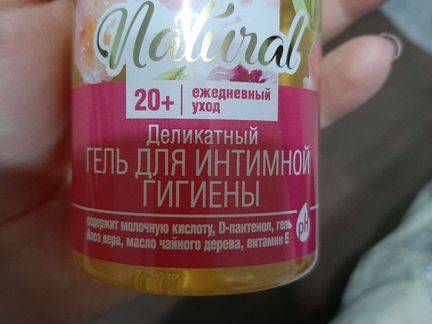 Natural
20+
ежедневный
уход
Деликатный
ГЕЛЬ ДЛЯ ИНТИМНОЙ
ГИГИЕНЫ
содержит молочную кислоту, D-пантенол, гель
Алоэ вера, масло чайного дерева, витамин Е
pH